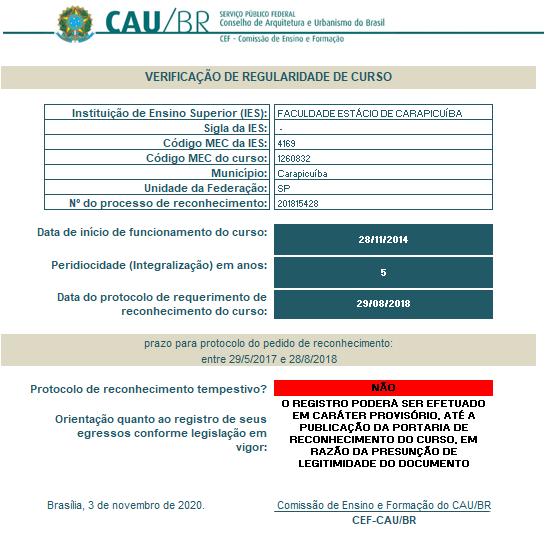 CAU/BR
SERVIÇO PÚBLICO FEDERAL
Conselho de Arquitetura e Urbanismo do Brasil
CEF - Comissão de Ensino e Formação
VERIFICAÇÃO DE REGULARIDADE DE CURSO
Instituição de Ensino Superior (IES): FACULDADE ESTÁCIO DE CARAPICUÍBA
Sigla da IES: -
Código MEC da IES: 4169
Código MEC do curso: 1260832
Município: Carapicuíba
Unidade da Federação: SP
Nº do processo de reconhecimento: 201815428
Data de início de funcionamento do curso: 28/11/2014
Peridiocidade (Integralização) em anos: 5
Data do protocolo de requerimento de
reconhecimento do curso: 29/08/2018
prazo para protocolo do pedido de reconhecimento:
entre 29/5/2017 e 28/8/2018
Protocolo de reconhecimento tempestivo? NÃO
Orientação quanto ao registro de seus
egressos conforme legislação em
vigor:
O REGISTRO PODERÁ SER EFETUADO
EM CARÁTER PROVISÓRIO, ATÉ A
PUBLICAÇÃO DA PORTARIA DE
RECONHECIMENTO DO CURSO, EM
RAZÃO DA PRESUNÇÃO DE
LEGITIMIDADE DO DOCUMENTO
Brasília, 3 de novembro de 2020.
Comissão de Ensino e Formação do CAU/BR
CEF-CAU/BR